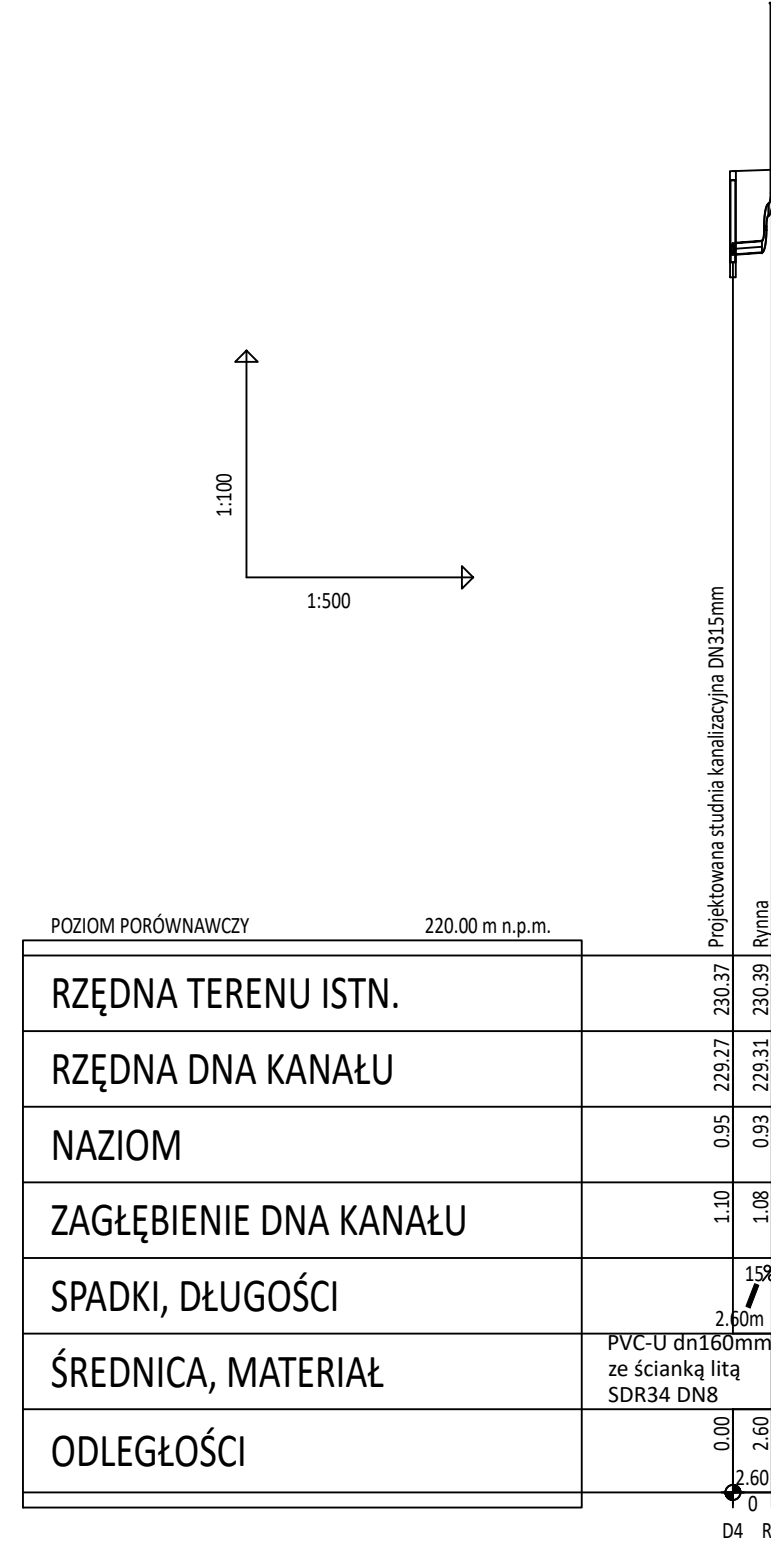 1:100
1:500
Projektowana studnia kanalizacyjna DN315mm
Rynna
POZIOM PORÓWNAWCZY 220.00 m n.p.m.
RZĘDNA TERENU ISTN. 230.37 230.39
RZĘDNA DNA KANAŁU 229.27 229.31
NAZIOM 0.95 0.93
ZAGŁĘBIENIE DNA KANAŁU 1.10 1.08
SPADKI, DŁUGOŚCI
2.60m
ŚREDNICA, MATERIAŁ
PVC-U dn160mm
ze ścianką litą
SDR34 DN8
ODLEGŁOŚCI 0.00 2.60
2.60
0
D4 R